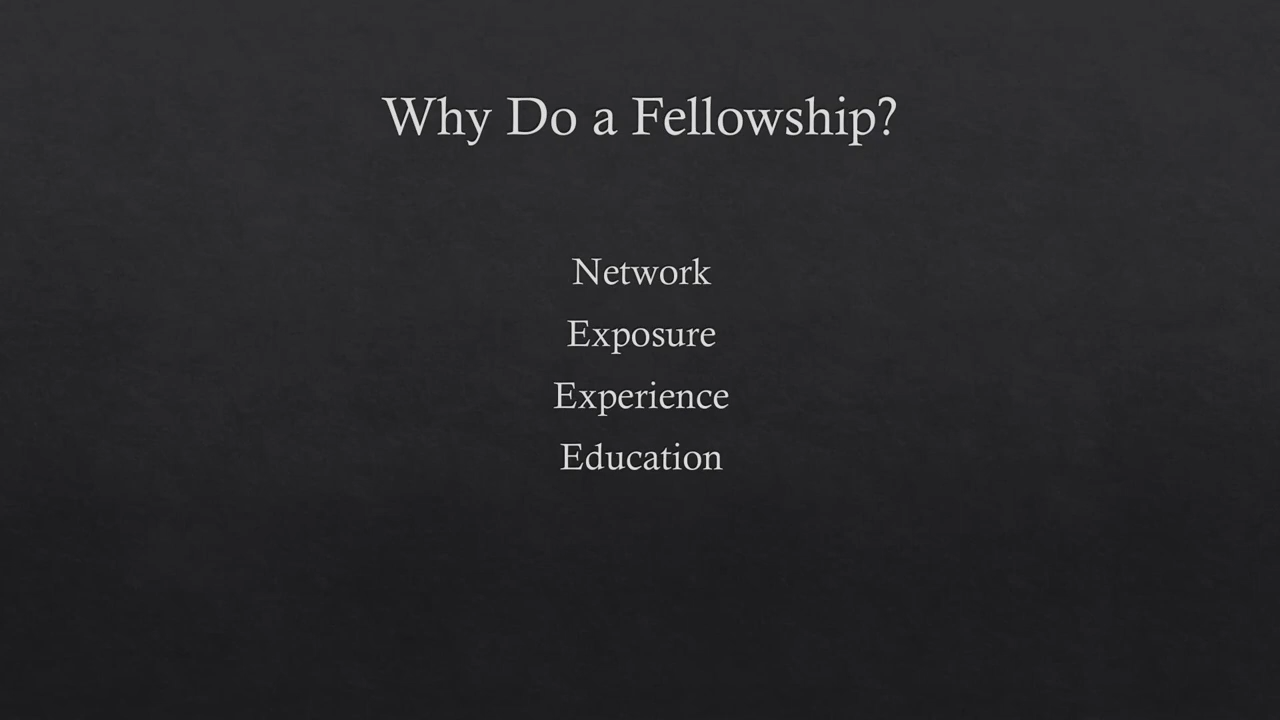 Why Do a Fellowship?
Network
Exposure
Experience
Education